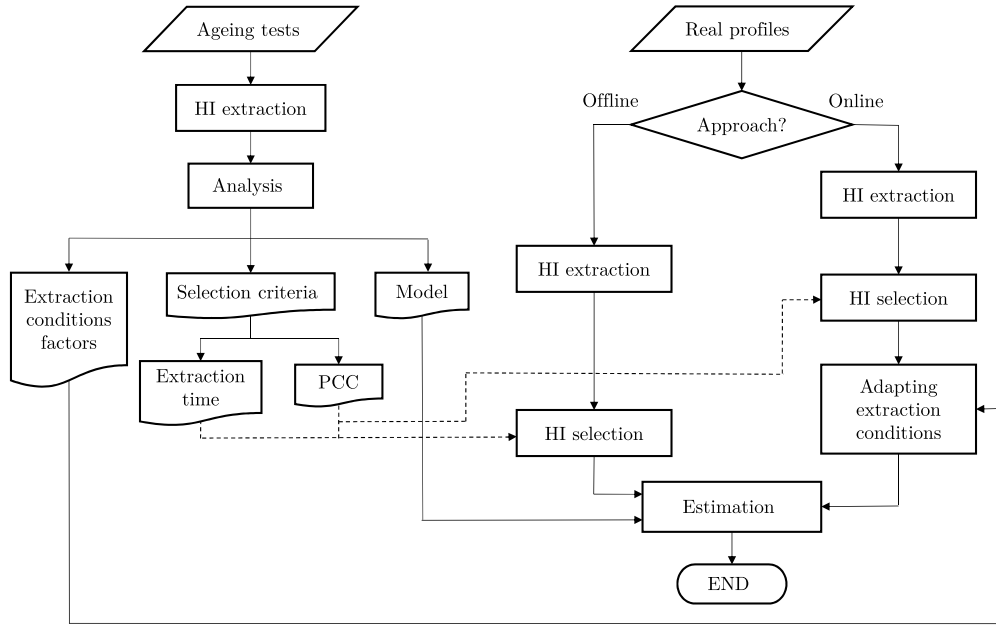 Ageing tests
HI extraction
Analysis
Extraction
conditions
factors
Selection criteria
Model
Extraction
time
PCC
Real profiles
Approach?
Offline
Online
HI extraction
HI selection
HI extraction
HI selection
Adapting
extraction
conditions
Estimation
END